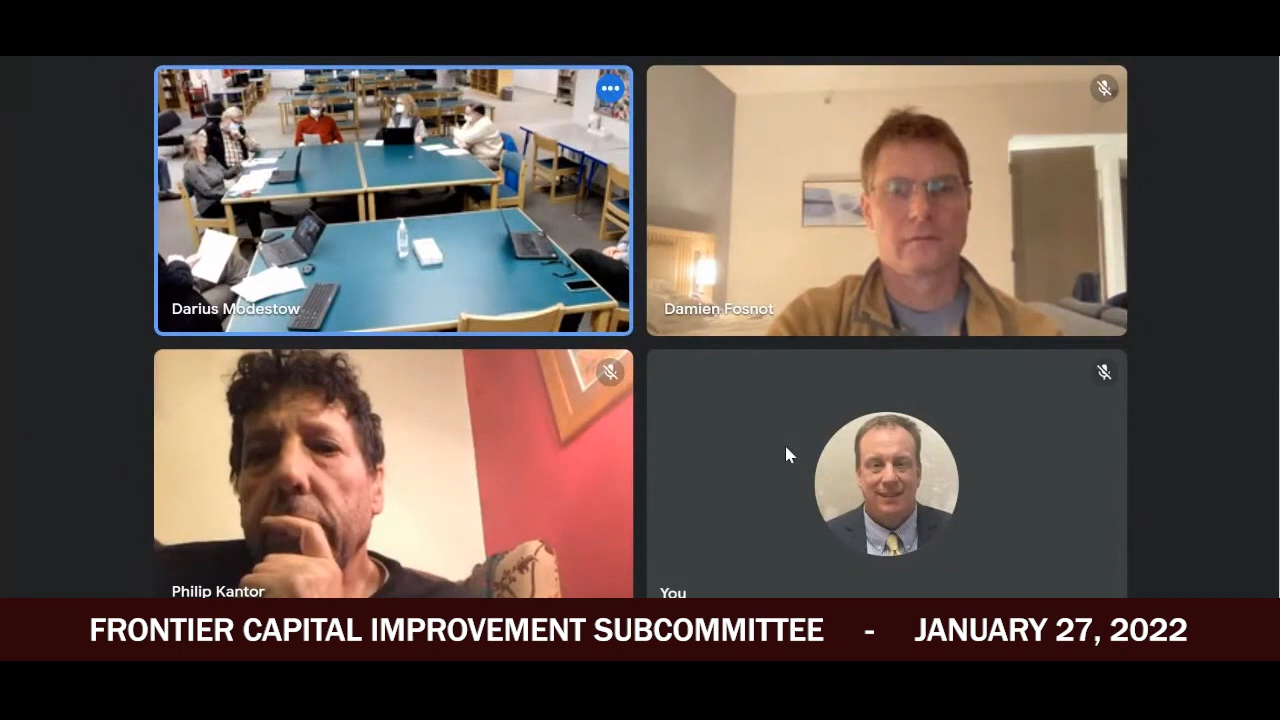 Darius Modestow
Damien Fosnot
Philip Kantor
You
FRONTIER CAPITAL IMPROVEMENT SUBCOMMITTEE - JANUARY 27, 2022